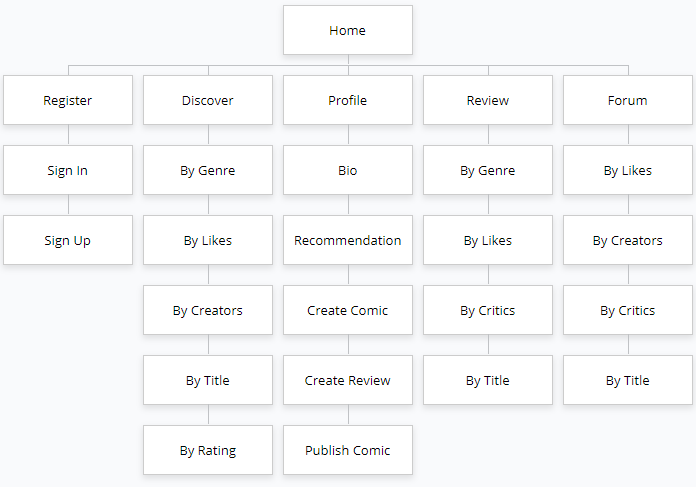 Home
Register
Discover
Profile
Review
Forum
Sign In
By Genre
Bio
By Genre
By Likes
Sign Up
By Likes
Recommendation
By Likes
By Creators
By Creators
Create Comic
By Critics
By Critics
By Title
Create Review
By Title
By Title
By Rating
Publish Comic